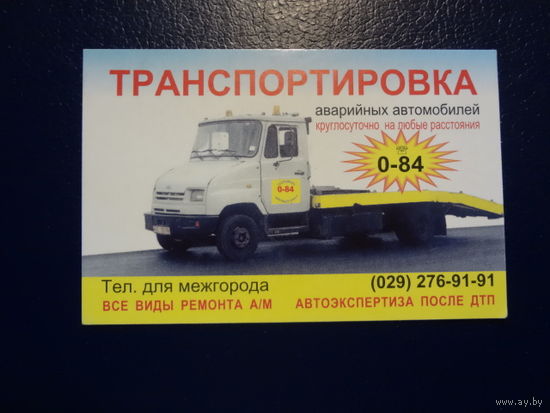 ТРАНСПОРТИРОВКА
аварийных автомобилей
круглосуточно на любые расстояния
☎
0-84
0-84
Тел. для межгорода (029) 276-91-91
ВСЕ ВИДЫ РЕМОНТА А/М АВТОЭКСПЕРТИЗА ПОСЛЕ ДТП
www.ay.by